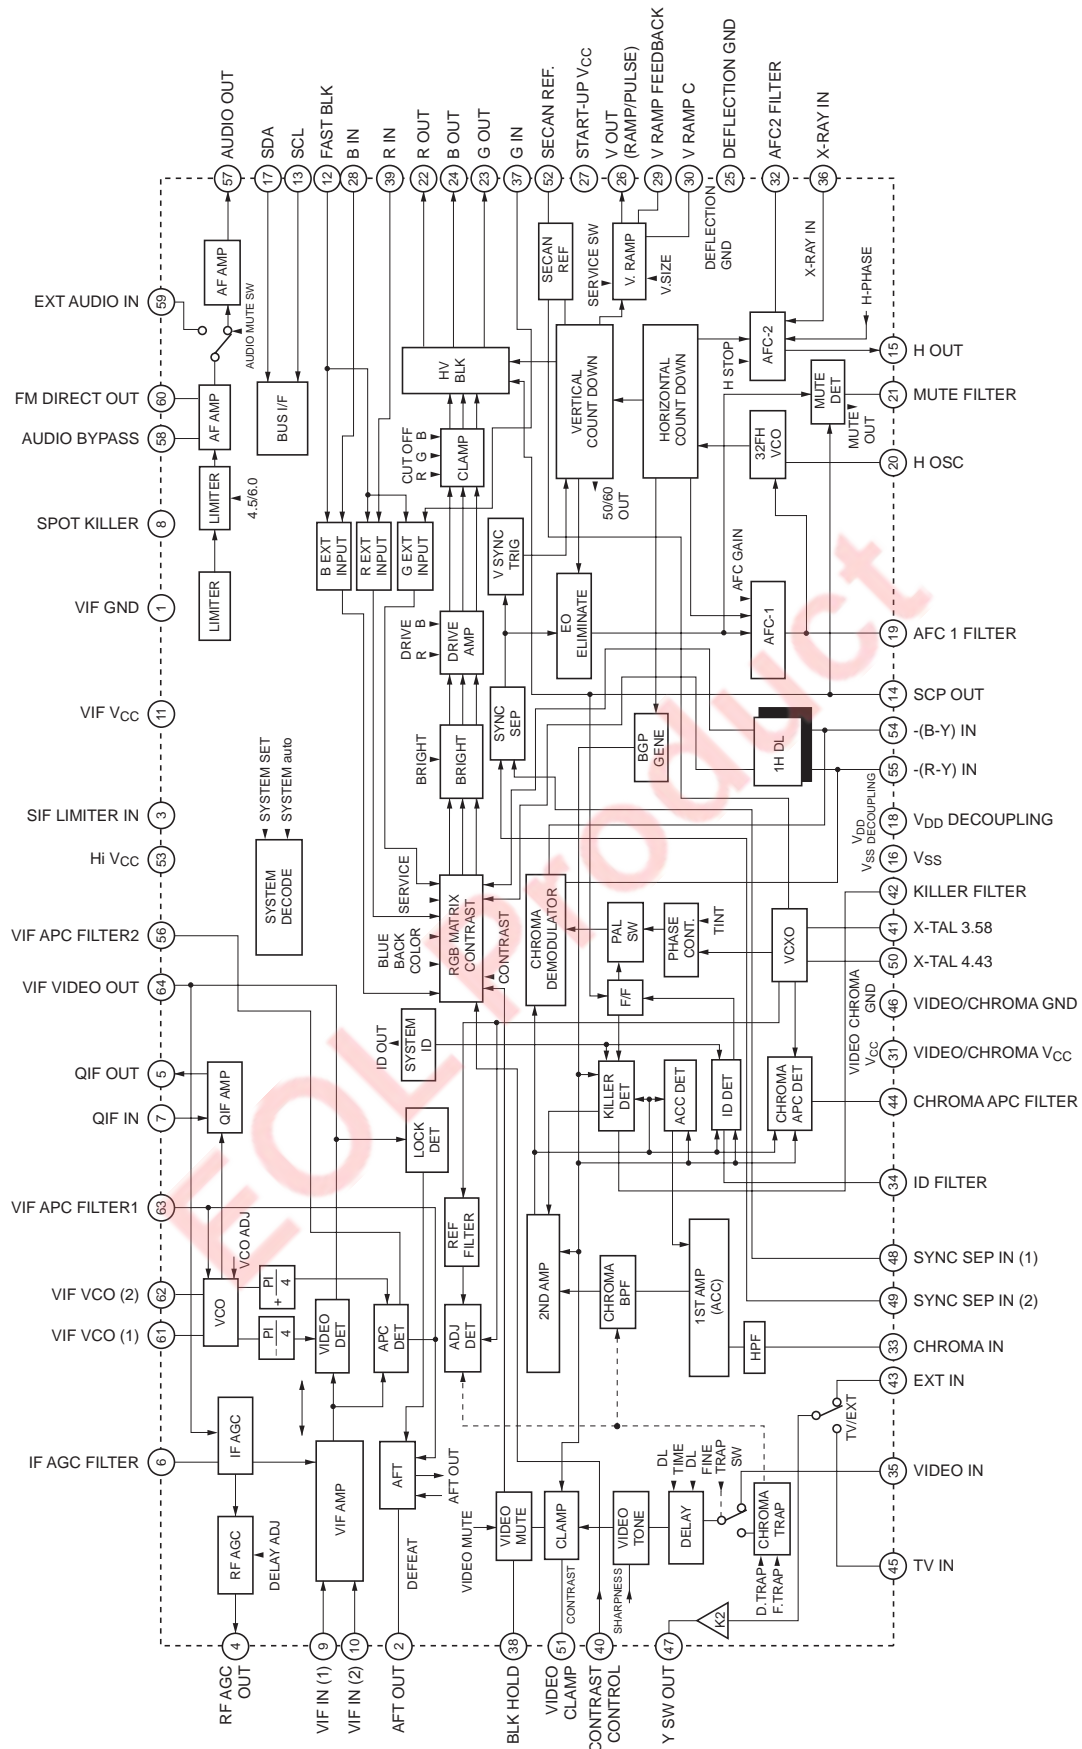 AUDIO OUT
57
SDA
17
SCL
13
FAST BLK
12
B IN
28
R IN
39
R OUT
22
B OUT
24
G OUT
23
G IN
37
SECAN REF.
52
START-UP VCC
27
V OUT
(RAMP/PULSE)
26
V RAMP FEEDBACK
29
V RAMP C
30
DEFLECTION GND
25
AFC2 FILTER
32
X-RAY IN
36
EXT AUDIO IN
59
FM DIRECT OUT
60
AUDIO BYPASS
58
SPOT KILLER
8
VIF GND
1
VIF VCC
11
SIF LIMITER IN
3
Hi VCC
53
VIF APC FILTER2
56
VIF VIDEO OUT
64
QIF OUT
5
QIF IN
7
VIF APC FILTER1
63
VIF VCO (2)
62
VIF VCO (1)
61
IF AGC FILTER
6
AF AMP
AUDIO MUTE SW
AF AMP
LIMITER
4.5/6.0
LIMITER
BUS I/F
HV
BLK
CLAMP
CUT OFF
R G B
B EXT
INPUT
R EXT
INPUT
G EXT
INPUT
DRIVE
R B
DRIVE
AMP
BRIGHT
BRIGHT
SECAN
REF
SERVICE SW
V. RAMP
V.SIZE
DEFLECTION
GND
X-RAY IN
VERTICAL
COUNT DOWN
50/60
OUT
V SYNC
TRIG
EO
ELIMINATE
SYNC
SEP
HORIZONTAL
COUNT DOWN
H STOP
AFC-2
H-PHASE
MUTE
DET
MUTE
OUT
32FH
VCO
AFC GAIN
AFC-1
BGP
GENE
1H DL
SYSTEM SET
SYSTEM auto
SYSTEM
DECODE
SERVICE
BLUE
BACK
COLOR
RGB MATRIX
CONTRAST
CONTRAST
CHROMA
DEMODULATOR
PAL
SW
PHASE
CONT.
TINT
F/F
VCXO
VDD
VSS DECOUPLING
VIDEO CHROMA
GND
VCC
ID OUT
SYSTEM
ID
KILLER
DET
ACC DET
ID DET
CHROMA
APC DET
QIF AMP
LOCK
DET
VCO ADJ
VCO
PI
+
4
PI
−
4
VIDEO
DET
APC
DET
REF
FILTER
ADJ
DET
2ND AMP
CHROMA
BPF
1ST AMP
(ACC)
HPF
IF AGC
RF AGC
DELAY ADJ
VIF AMP
AFT
AFT OUT
DEFEAT
VIDEO MUTE
VIDEO
MUTE
CLAMP
CONTRAST
VIDEO
TONE
SHARPNESS
DELAY
DL
TIME
DL
FINE
TRAP
SW
CHROMA
TRAP
D.TRAP
F.TRAP
TV/EXT
K2
15
H OUT
21
MUTE FILTER
20
H OSC
19
AFC 1 FILTER
14
SCP OUT
54
-(B-Y) IN
55
-(R-Y) IN
18
VDD DECOUPLING
16
VSS
42
KILLER FILTER
41
X-TAL 3.58
50
X-TAL 4.43
46
VIDEO/CHROMA GND
31
VIDEO/CHROMA VCC
44
CHROMA APC FILTER
34
ID FILTER
48
SYNC SEP IN (1)
49
SYNC SEP IN (2)
33
CHROMA IN
43
EXT IN
35
VIDEO IN
45
TV IN
4
RF AGC
OUT
9
VIF IN (1)
10
VIF IN (2)
2
AFT OUT
38
BLK HOLD
51
VIDEO
CLAMP
40
CONTRAST
CONTROL
47
Y SW OUT
EOL Product